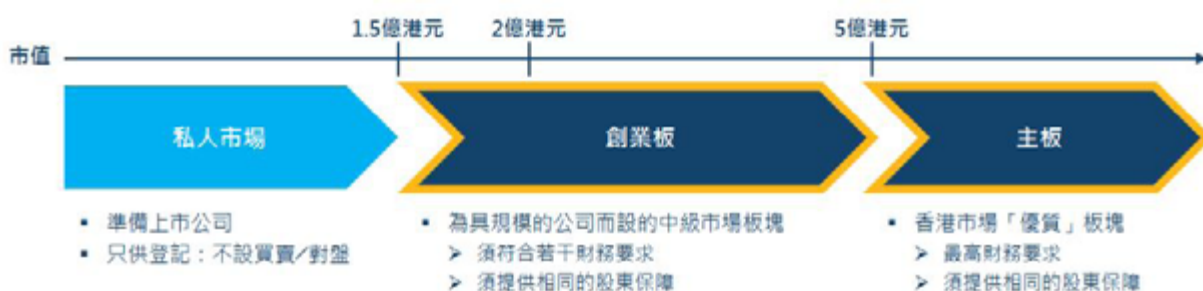 1.5億港元 2億港元 5億港元
市值
私人市場 創業板 主板
▪ 準備上市公司
▪ 只供登記：不設買賣/對盤
▪ 為具規模的公司而設的中級市場板塊
➢ 須符合若干財務要求
➢ 須提供相同的股東保障
▪ 香港市場「優質」板塊
➢ 最高財務要求
➢ 須提供相同的股東保障